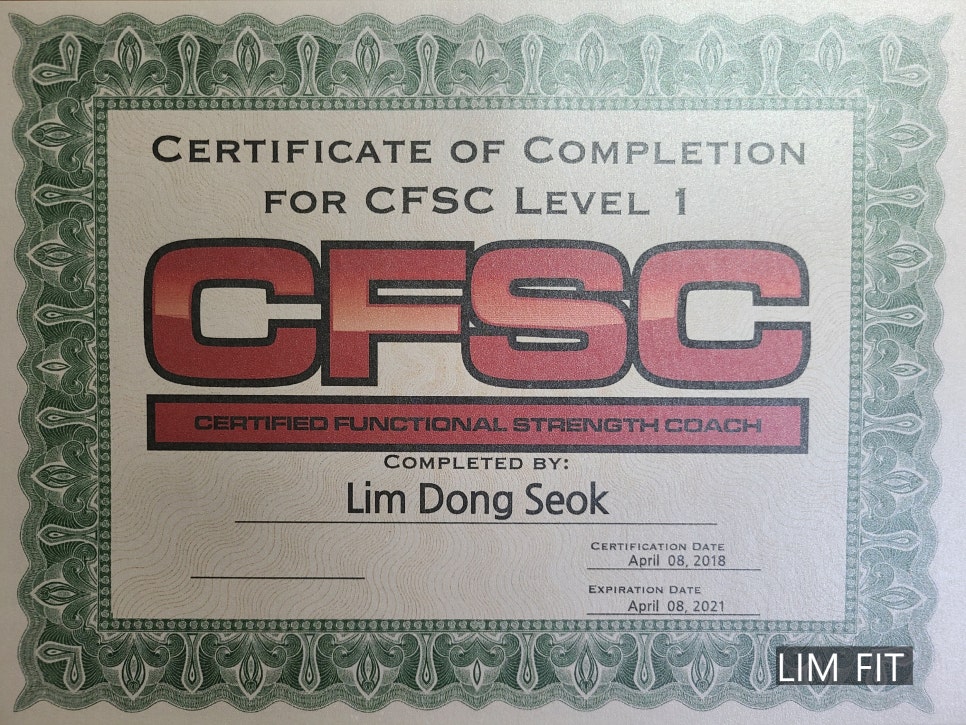 CERTIFICATE OF COMPLETION
FOR CFSC LEVEL 1
CFSC
CERTIFIED FUNCTIONAL STRENGTH COACH
COMPLETED BY:
Lim Dong Seok
CERTIFICATION DATE
April 08, 2018
EXPIRATION DATE
April 08, 2021
LIM FIT